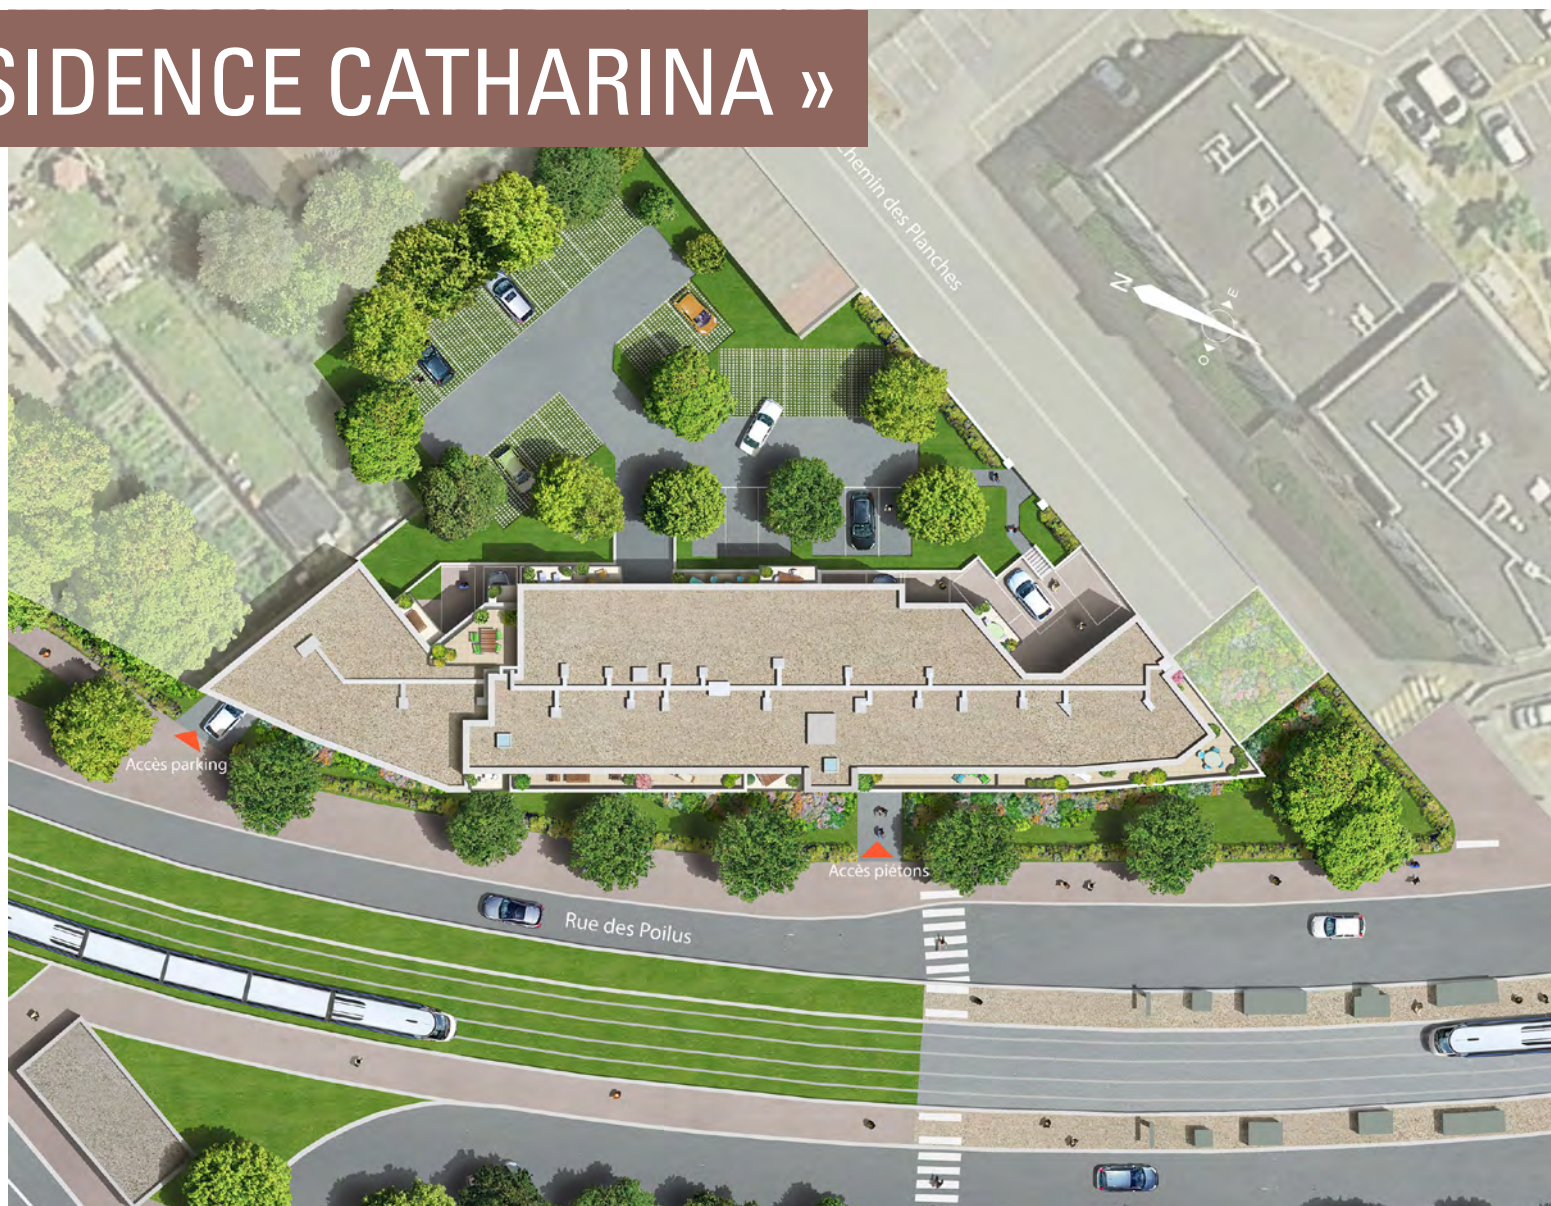 SIDENCE CATHARINA »
Chemin des Planches
N
E
O
Accès parking
Accès piétons
Rue des Poilus